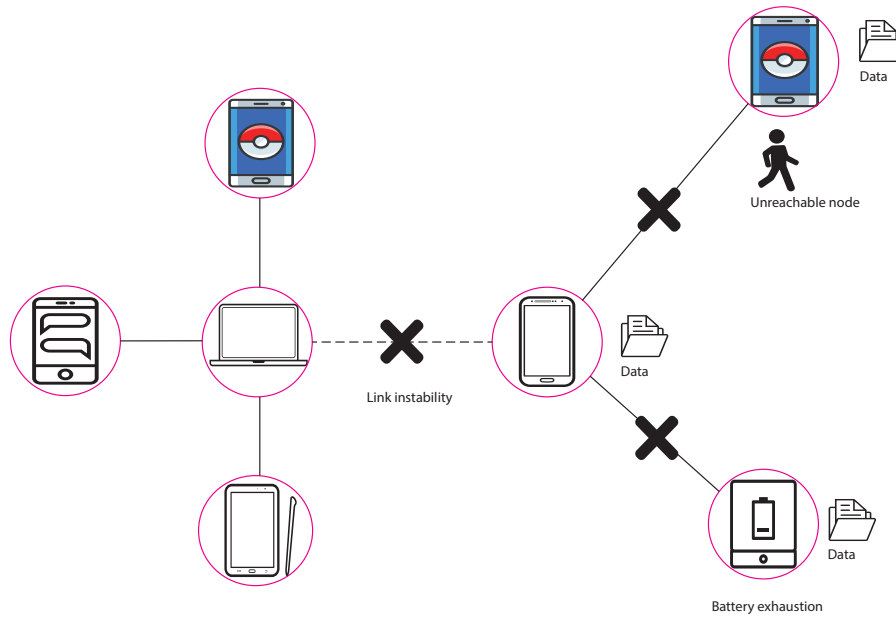 Data
Unreachable node
Data
Link instability
Data
Battery exhaustion